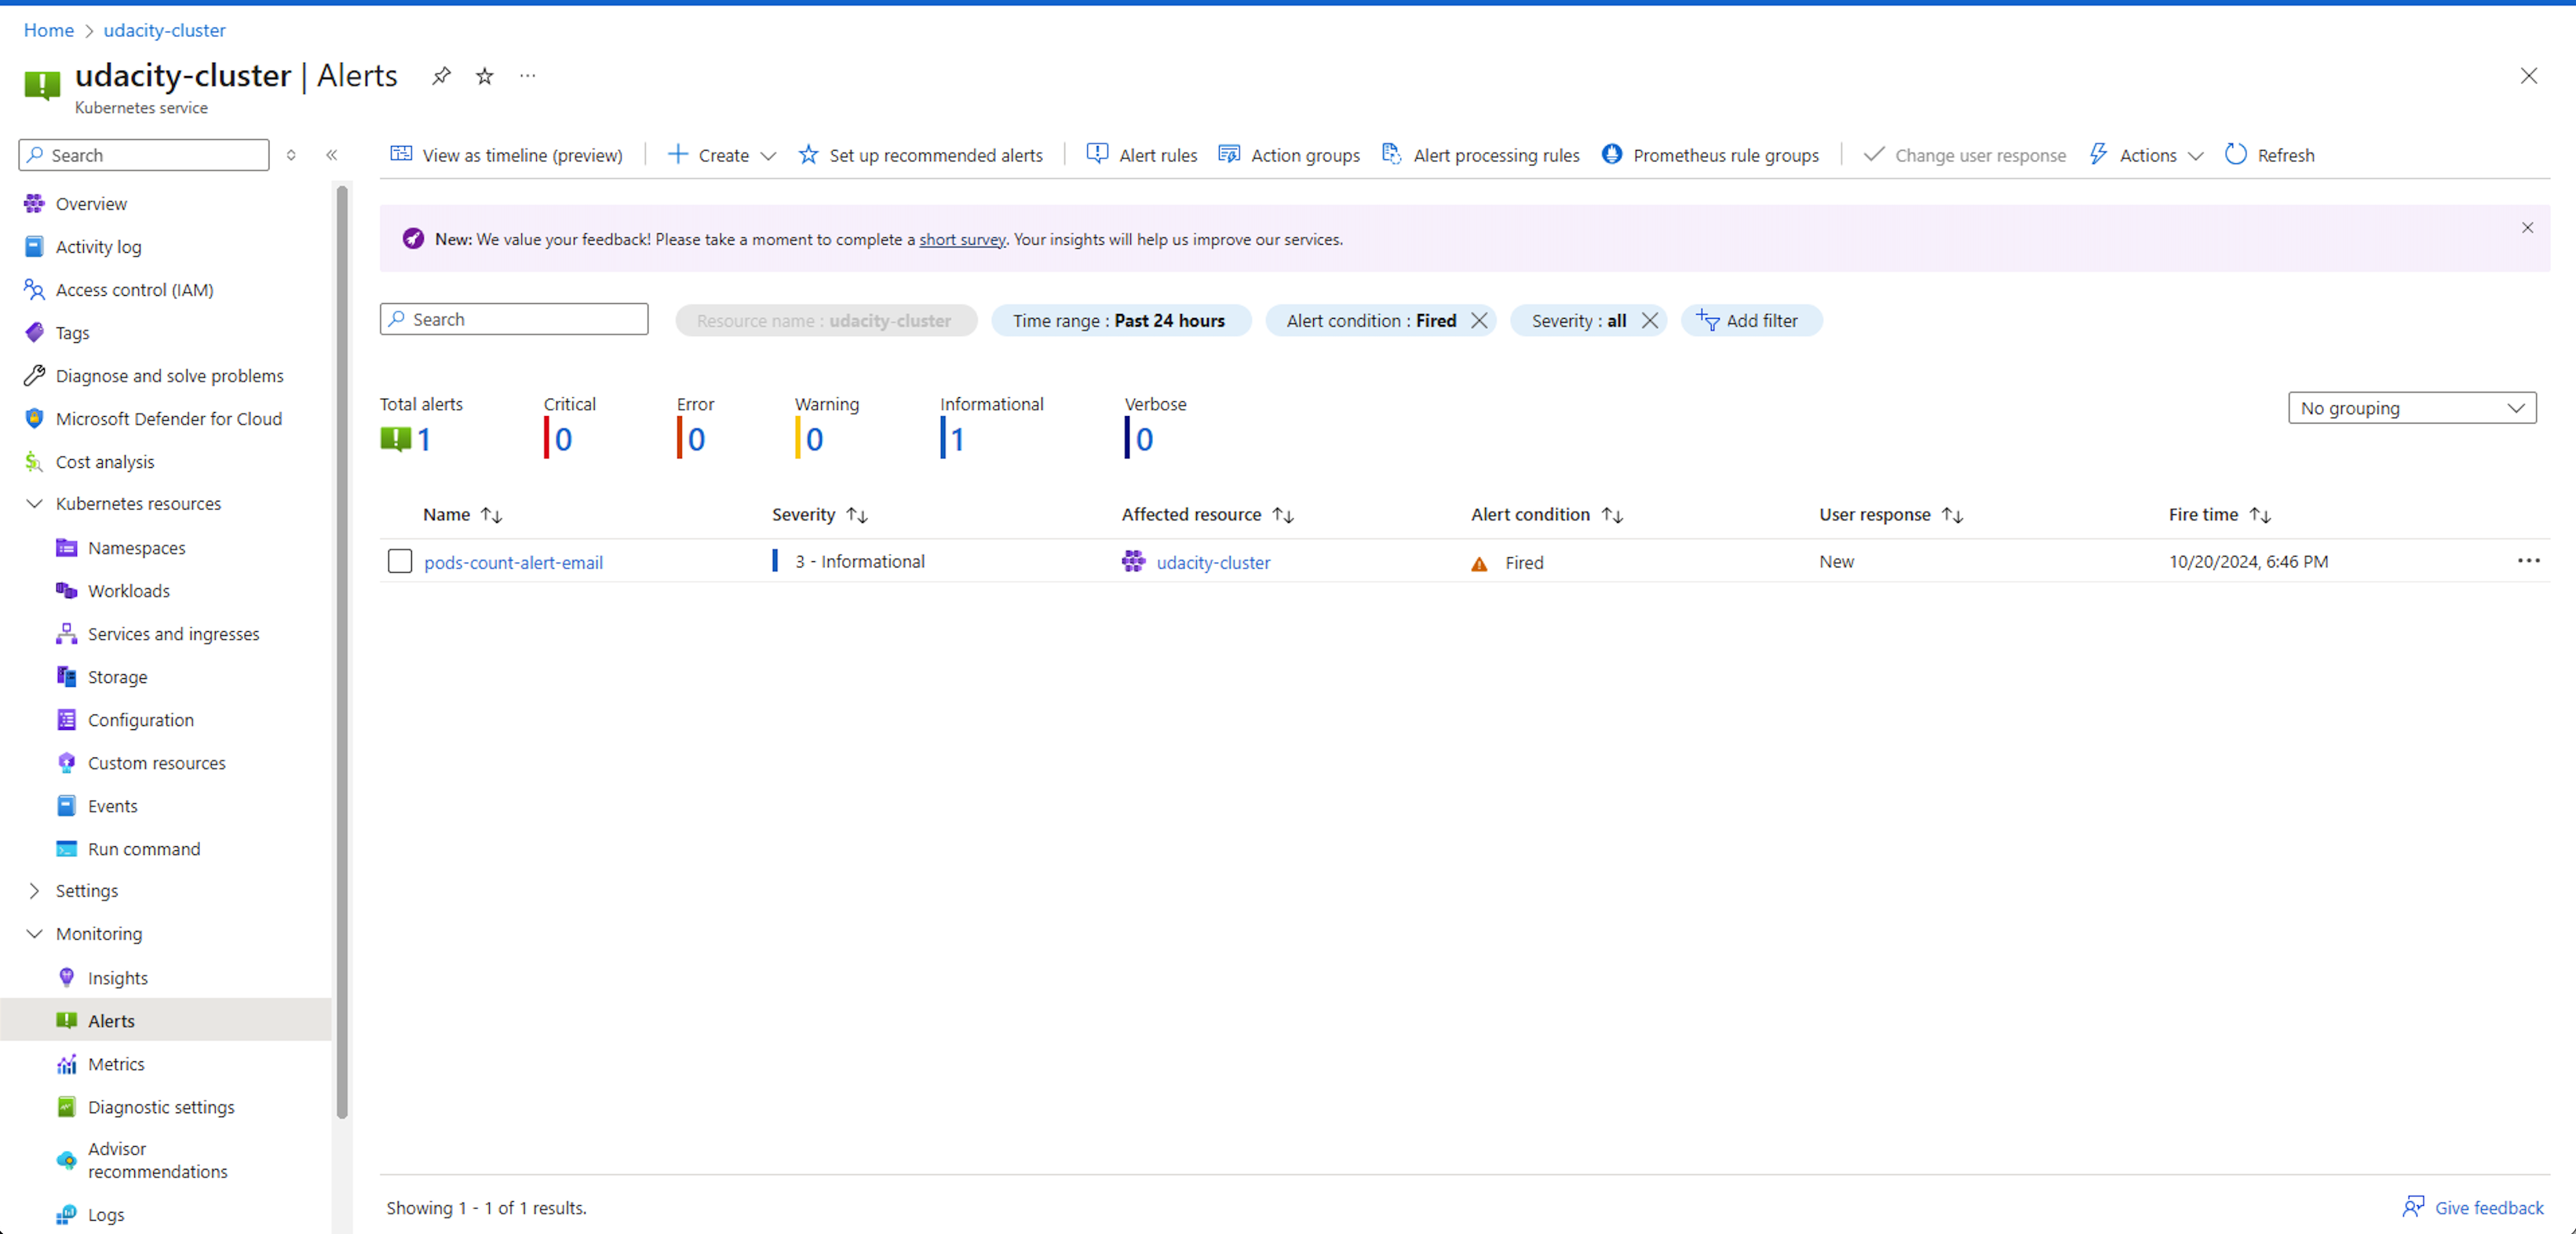 Home > udacity-cluster
udacity-cluster | Alerts ...
Kubernetes service
Search
View as timeline (preview) Create Set up recommended alerts Alert rules Action groups Alert processing rules Prometheus rule groups Change user response Actions Refresh
Overview
Activity log
Access control (IAM)
Tags
Diagnose and solve problems
Microsoft Defender for Cloud
Cost analysis
Kubernetes resources
Namespaces
Workloads
Services and ingresses
Storage
Configuration
Custom resources
Events
Run command
Settings
Monitoring
Insights
Alerts
Metrics
Diagnostic settings
Advisor
recommendations
Logs
New: We value your feedback! Please take a moment to complete a short survey. Your insights will help us improve our services.
Search Resource name : udacity-cluster Time range : Past 24 hours Alert condition : Fired Severity : all Add filter
Total alerts Critical Error Warning Informational Verbose
1 0 0 0 1 0
No grouping
Name Severity Affected resource Alert condition User response Fire time
pods-count-alert-email 3 - Informational udacity-cluster Fired New 10/20/2024, 6:46 PM
Showing 1 - 1 of 1 results.
Give feedback